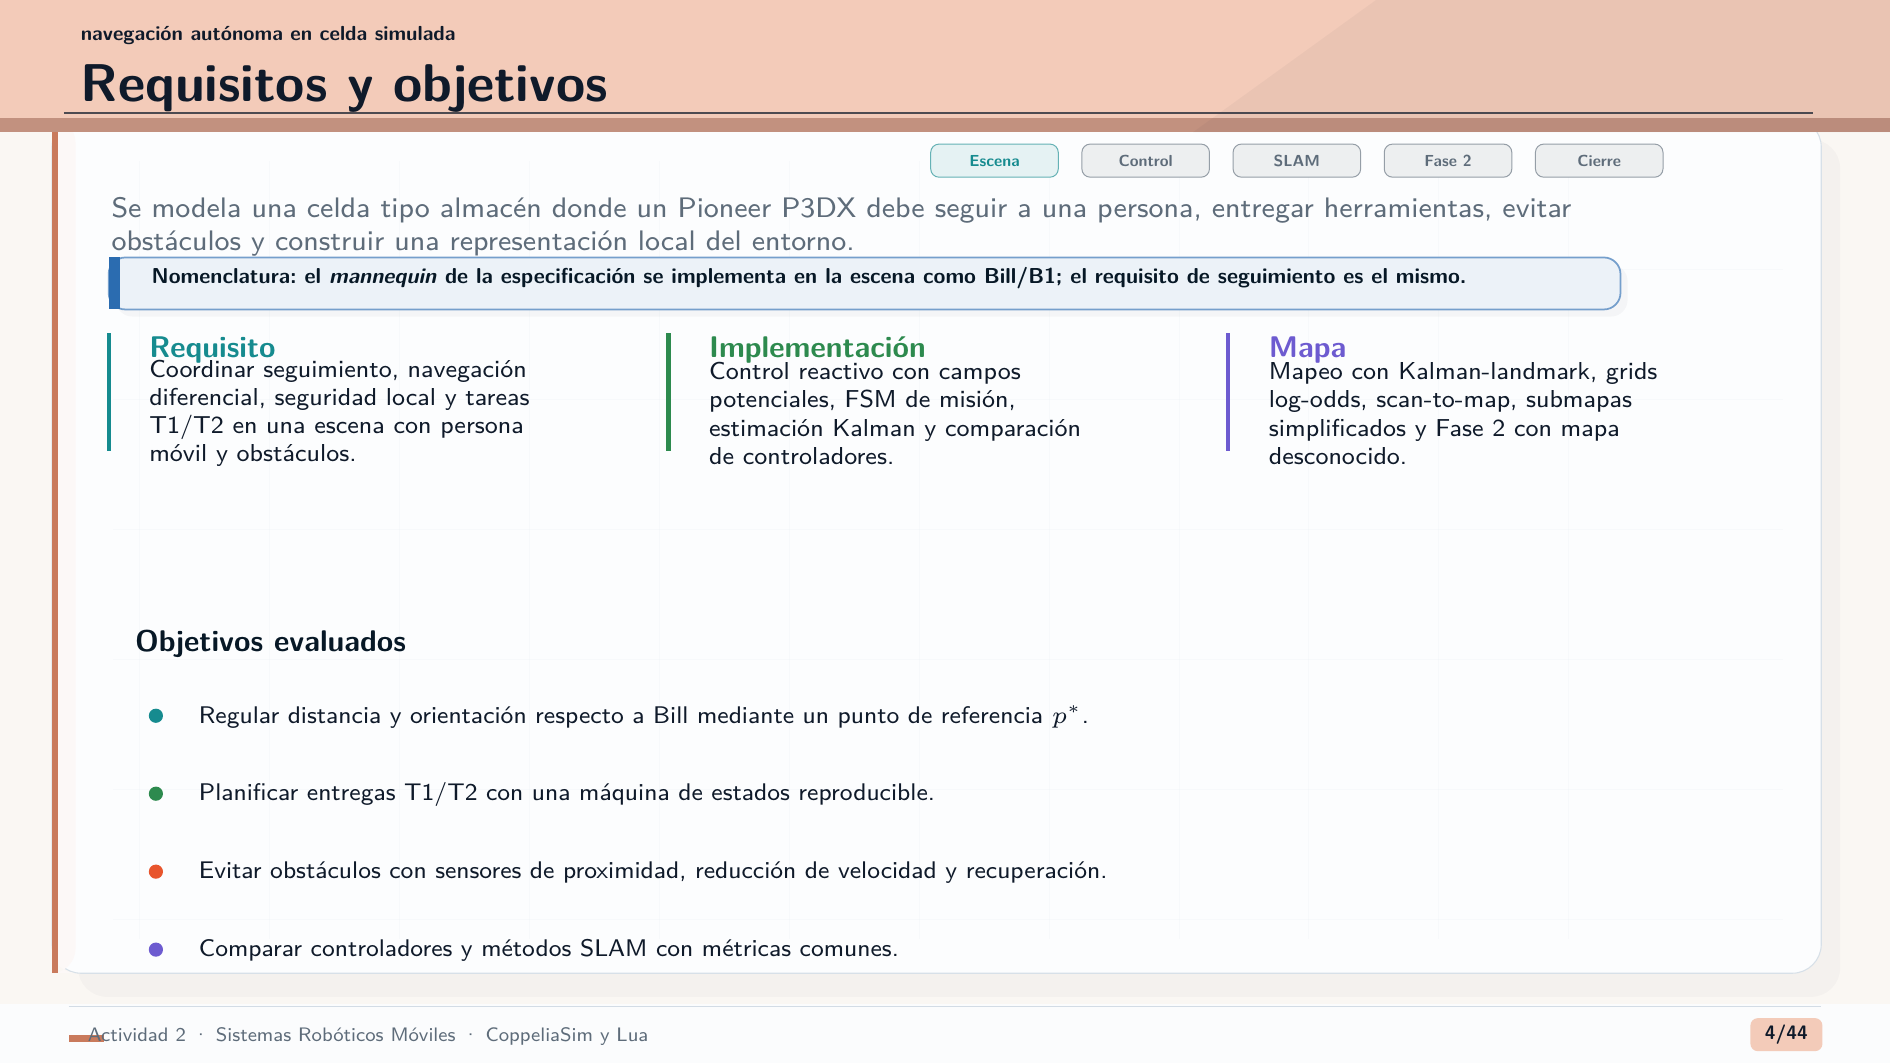 navegación autónoma en celda simulada
Requisitos y objetivos
Escena
Control
SLAM
Fase 2
Cierre
Se modela una celda tipo almacén donde un Pioneer P3DX debe seguir a una persona, entregar herramientas, evitar
obstáculos y construir una representación local del entorno.
Nomenclatura: el mannequin de la especificación se implementa en la escena como Bill/B1; el requisito de seguimiento es el mismo.
Requisito
Coordinar seguimiento, navegación
diferencial, seguridad local y tareas
T1/T2 en una escena con persona
móvil y obstáculos.
Implementación
Control reactivo con campos
potenciales, FSM de misión,
estimación Kalman y comparación
de controladores.
Mapa
Mapeo con Kalman-landmark, grids
log-odds, scan-to-map, submapas
simplificados y Fase 2 con mapa
desconocido.
Objetivos evaluados
Regular distancia y orientación respecto a Bill mediante un punto de referencia p*.
Planificar entregas T1/T2 con una máquina de estados reproducible.
Evitar obstáculos con sensores de proximidad, reducción de velocidad y recuperación.
Comparar controladores y métodos SLAM con métricas comunes.
Actividad 2 · Sistemas Robóticos Móviles · CoppeliaSim y Lua
4/44